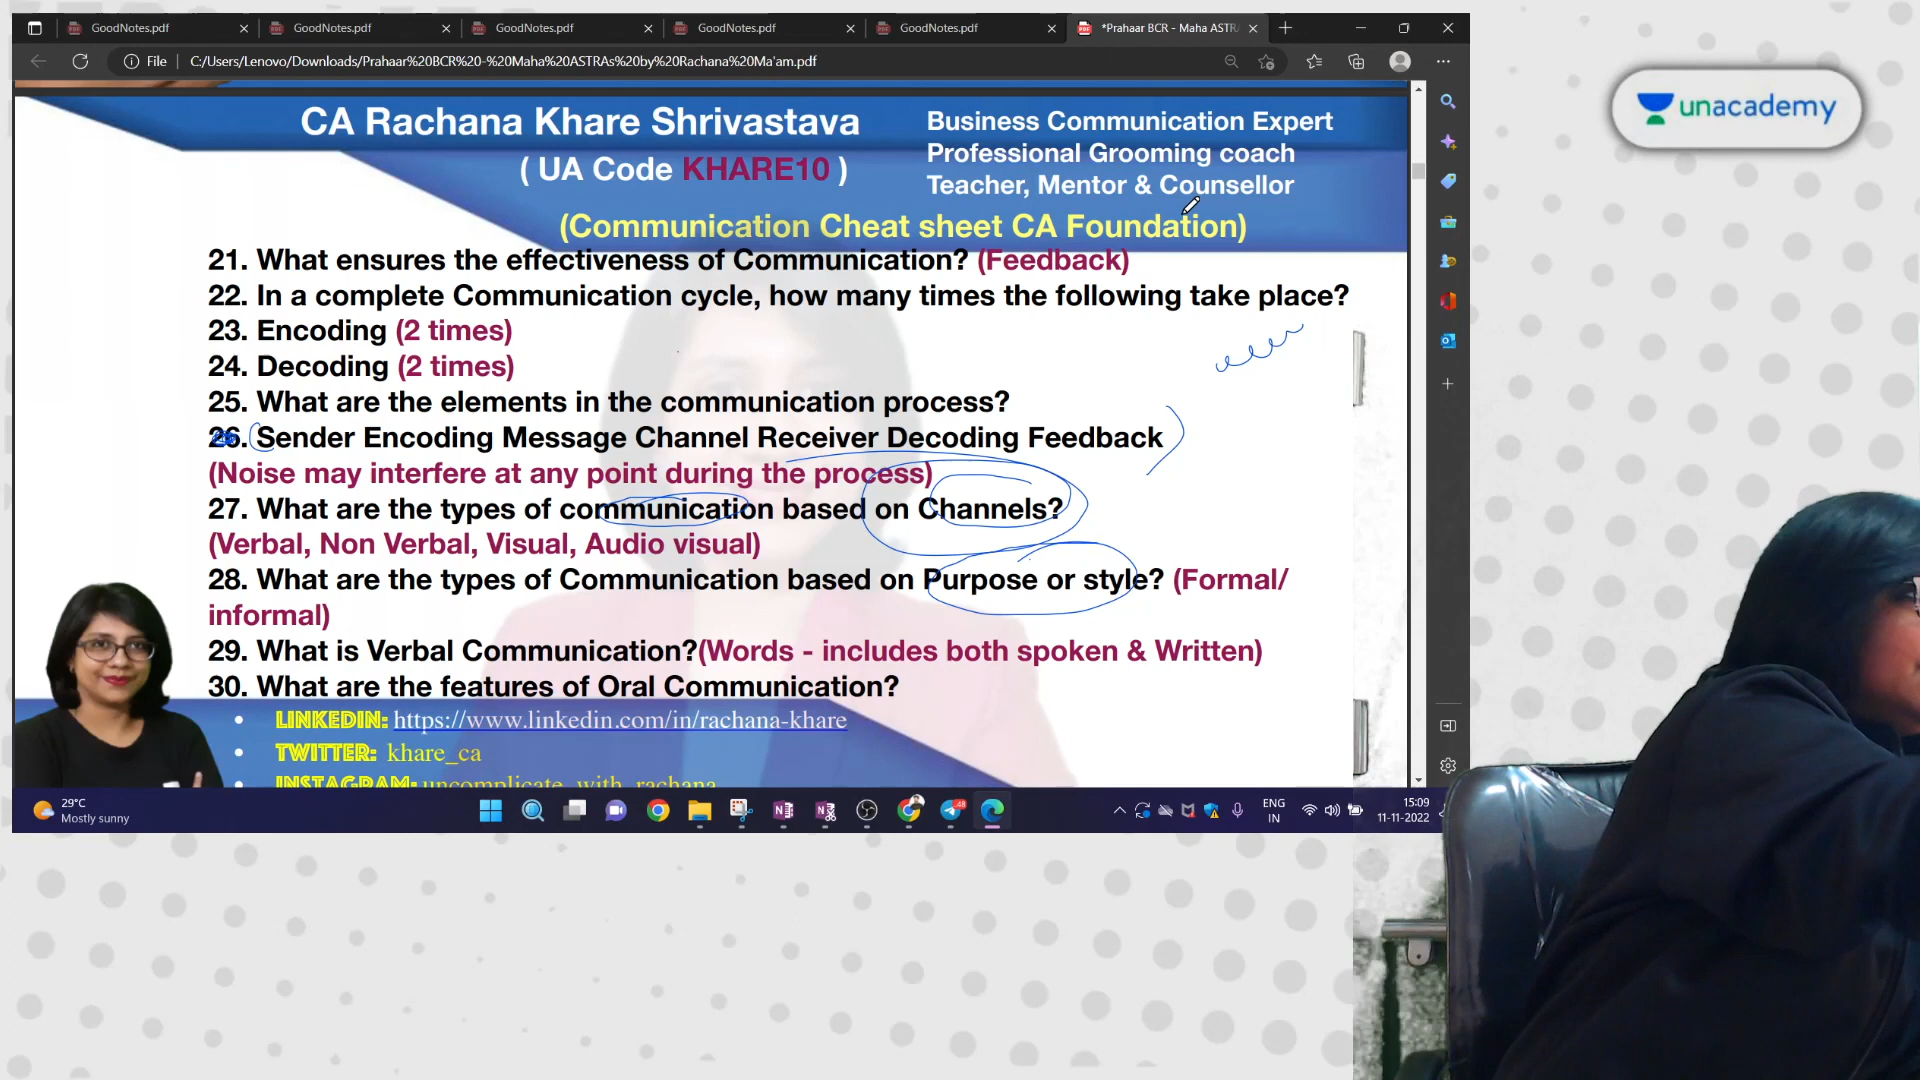 GoodNotes.pdf
GoodNotes.pdf
GoodNotes.pdf
GoodNotes.pdf
GoodNotes.pdf
*Prahaar BCR - Maha ASTR
File
C:/Users/Lenovo/Downloads/Prahaar%20BCR%20-%20Maha%20ASTRAs%20by%20Rachana%20Ma'am.pdf
unacademy
CA Rachana Khare Shrivastava
( UA Code KHARE10 )
Business Communication Expert
Professional Grooming coach
Teacher, Mentor & Counsellor
(Communication Cheat sheet CA Foundation)
21. What ensures the effectiveness of Communication? (Feedback)
22. In a complete Communication cycle, how many times the following take place?
23. Encoding (2 times)
24. Decoding (2 times)
25. What are the elements in the communication process?
26. Sender Encoding Message Channel Receiver Decoding Feedback
(Noise may interfere at any point during the process)
27. What are the types of communication based on Channels?
(Verbal, Non Verbal, Visual, Audio visual)
28. What are the types of Communication based on Purpose or style? (Formal/
informal)
29. What is Verbal Communication?(Words - includes both spoken & Written)
30. What are the features of Oral Communication?
• LINKEDIN: https://www.linkedin.com/in/rachana-khare
• TWITTER: khare_ca
• INSTAGRAM: uncomplicate_with_rachana
29°C
Mostly sunny
48
ENG
IN
15:09
11-11-2022